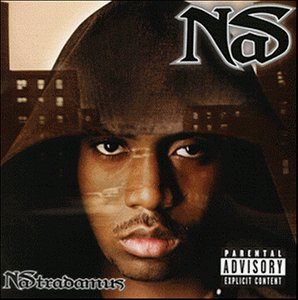 NAS
PARENTAL
ADVISORY
EXPLICIT CONTENT
NASTRADAMUS